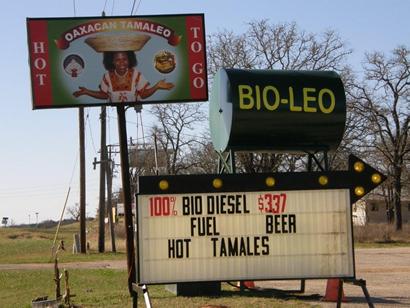 OAXACAN TAMALEO
HOT
TO GO
BIO-LEO
100% BIO DIESEL $3.37
FUEL BEER
HOT TAMALES